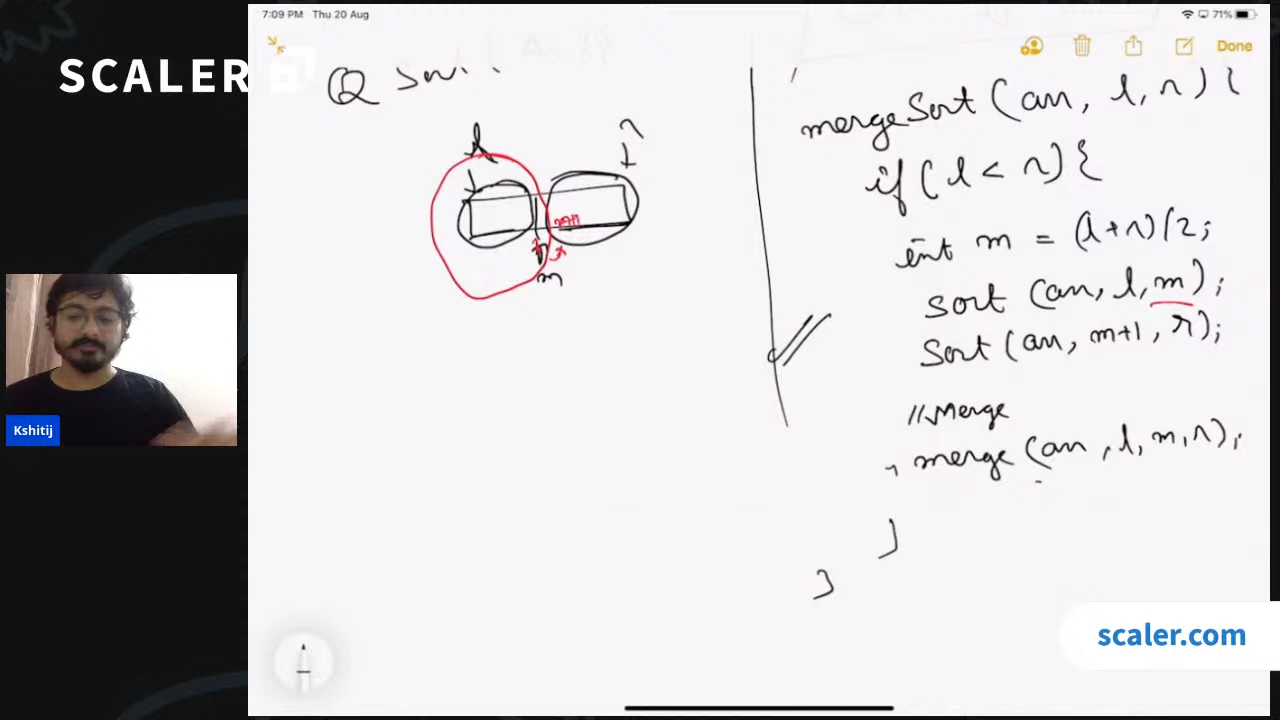 7:09 PM Thu 20 Aug
71%
Done
SCALER
Q
mergeSort (arr, l, r) {
if (l < r) {
int m = (l+r)/2;
sort (arr, l, m);
sort (arr, m+1, r);
//Merge
merge (arr, l, m, r);
}
}
l
r
m+1
m
Kshitij
scaler.com